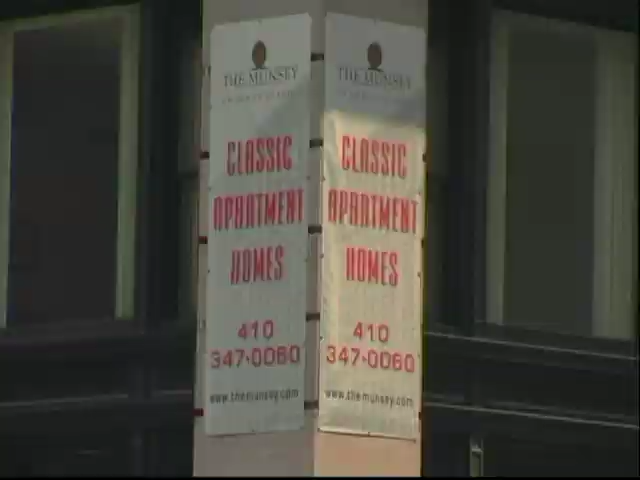 THE MUNSEY
CLASSIC
APARTMENT
HOMES
410
347-0060
www.themunsey.com
THE MUNSEY
CLASSIC
APARTMENT
HOMES
410
347-0060
www.themunsey.com